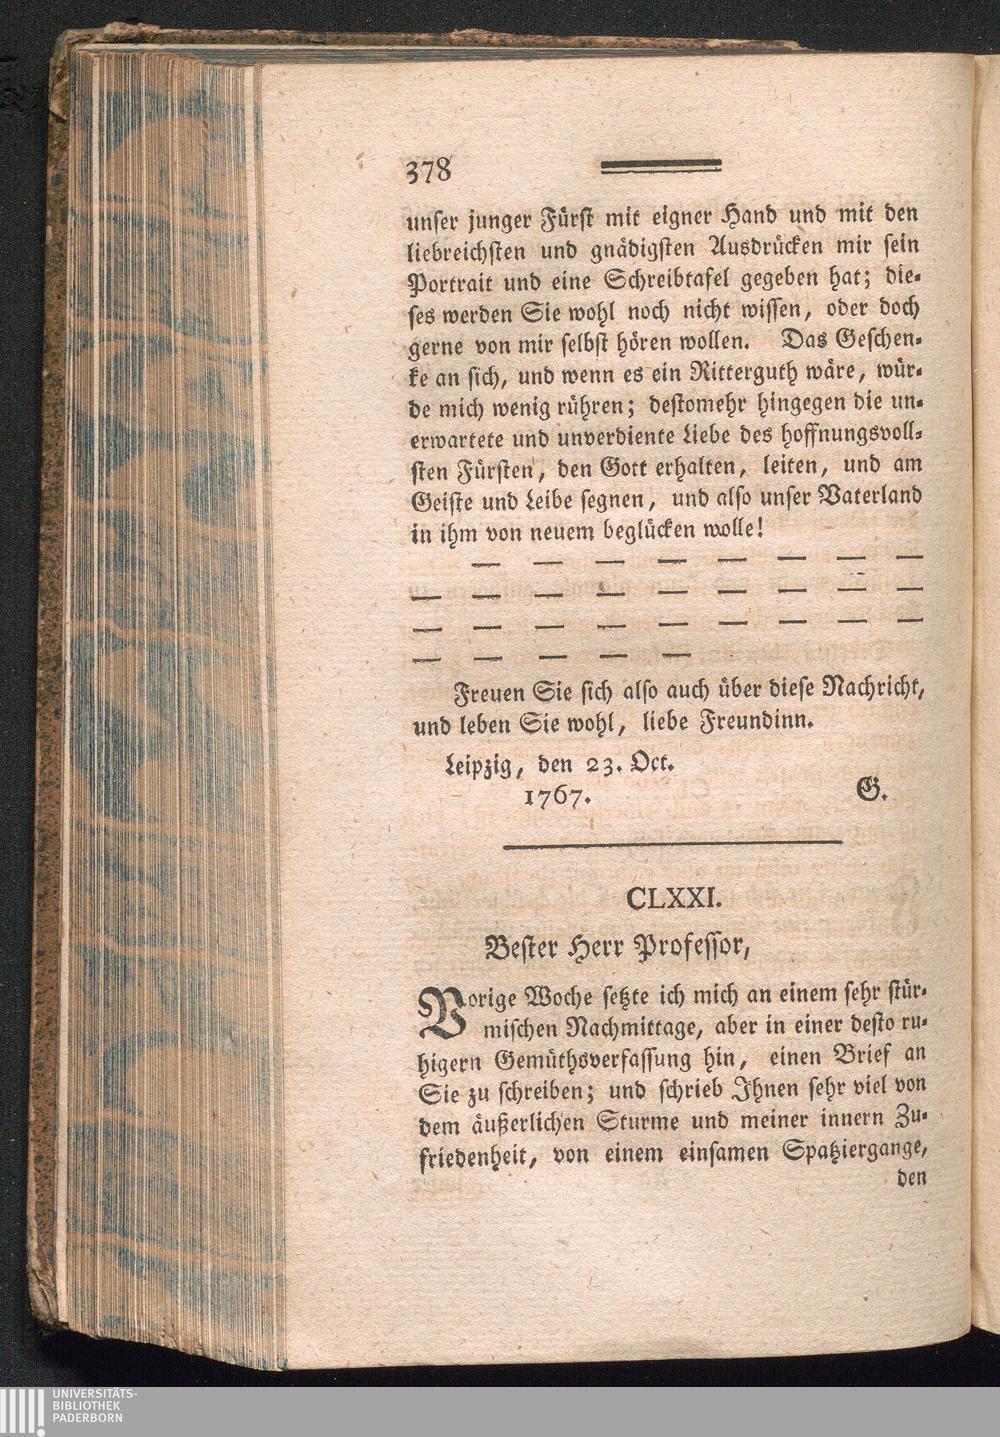 378
unser junger Fürst mit eigner Hand und mit den
liebreichsten und gnädigsten Ausdrücken mir sein
Portrait und eine Schreibtafel gegeben hat; die-
ses werden Sie wohl noch nicht wissen, oder doch
gerne von mir selbst hören wollen. Das Geschen-
ke an sich, und wenn es ein Ritterguth wäre, wür-
de mich wenig rühren; destomehr hingegen die un-
erwartete und unverdiente Liebe des hoffnungsvoll-
sten Fürsten, den Gott erhalten, leiten, und am
Geiste und Leibe segnen, und also unser Vaterland
in ihm von neuem beglücken wolle!
— — — — — — — —
— — — — — — — — —
— — — — — — — — —
— — — — —
Freuen Sie sich also auch über diese Nachricht,
und leben Sie wohl, liebe Freundinn.
Leipzig, den 23. Oct.
1767. G.
CLXXI.
Bester Herr Professor,
Vorige Woche setzte ich mich an einem sehr stür-
mischen Nachmittage, aber in einer desto ru-
higern Gemüthsverfassung hin, einen Brief an
Sie zu schreiben; und schrieb Ihnen sehr viel von
dem äußerlichen Sturme und meiner innern Zu-
friedenheit, von einem einsamen Spatziergange,
den
UNIVERSITÄTS-
BIBLIOTHEK
PADERBORN